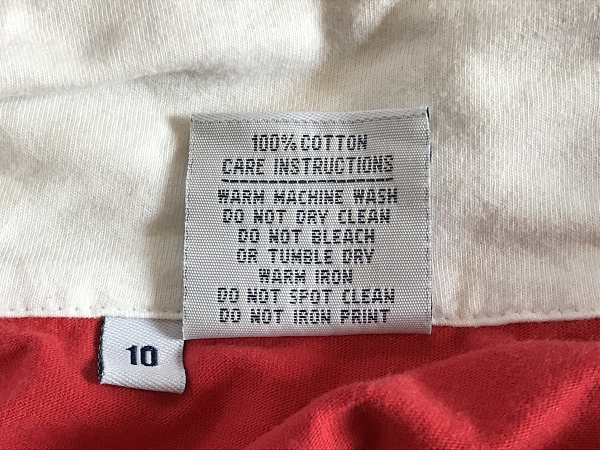 100% COTTON
CARE INSTRUCTIONS
WARM MACHINE WASH
DO NOT DRY CLEAN
DO NOT BLEACH
OR TUMBLE DRY
WARM IRON
DO NOT SPOT CLEAN
DO NOT IRON PRINT
10